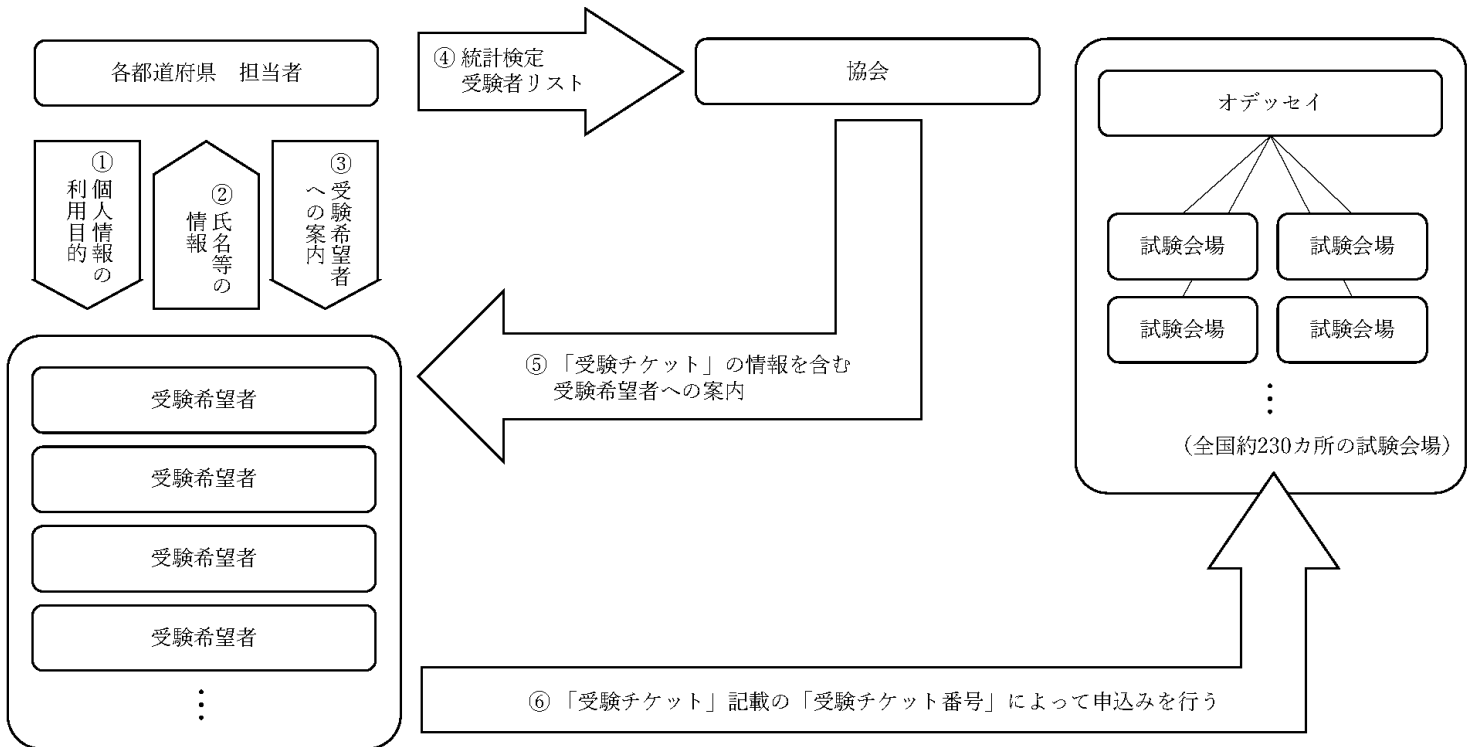 各都道府県　担当者
④ 統計検定
受験者リスト
協会
オデッセイ
① 個人情報の
利用目的
② 氏名等の
情報
③ 受験希望者
への案内
試験会場
試験会場
試験会場
試験会場
⋮
（全国約230カ所の試験会場）
⑤ 「受験チケット」の情報を含む
受験希望者への案内
受験希望者
受験希望者
受験希望者
受験希望者
⋮
⑥ 「受験チケット」記載の「受験チケット番号」によって申込みを行う